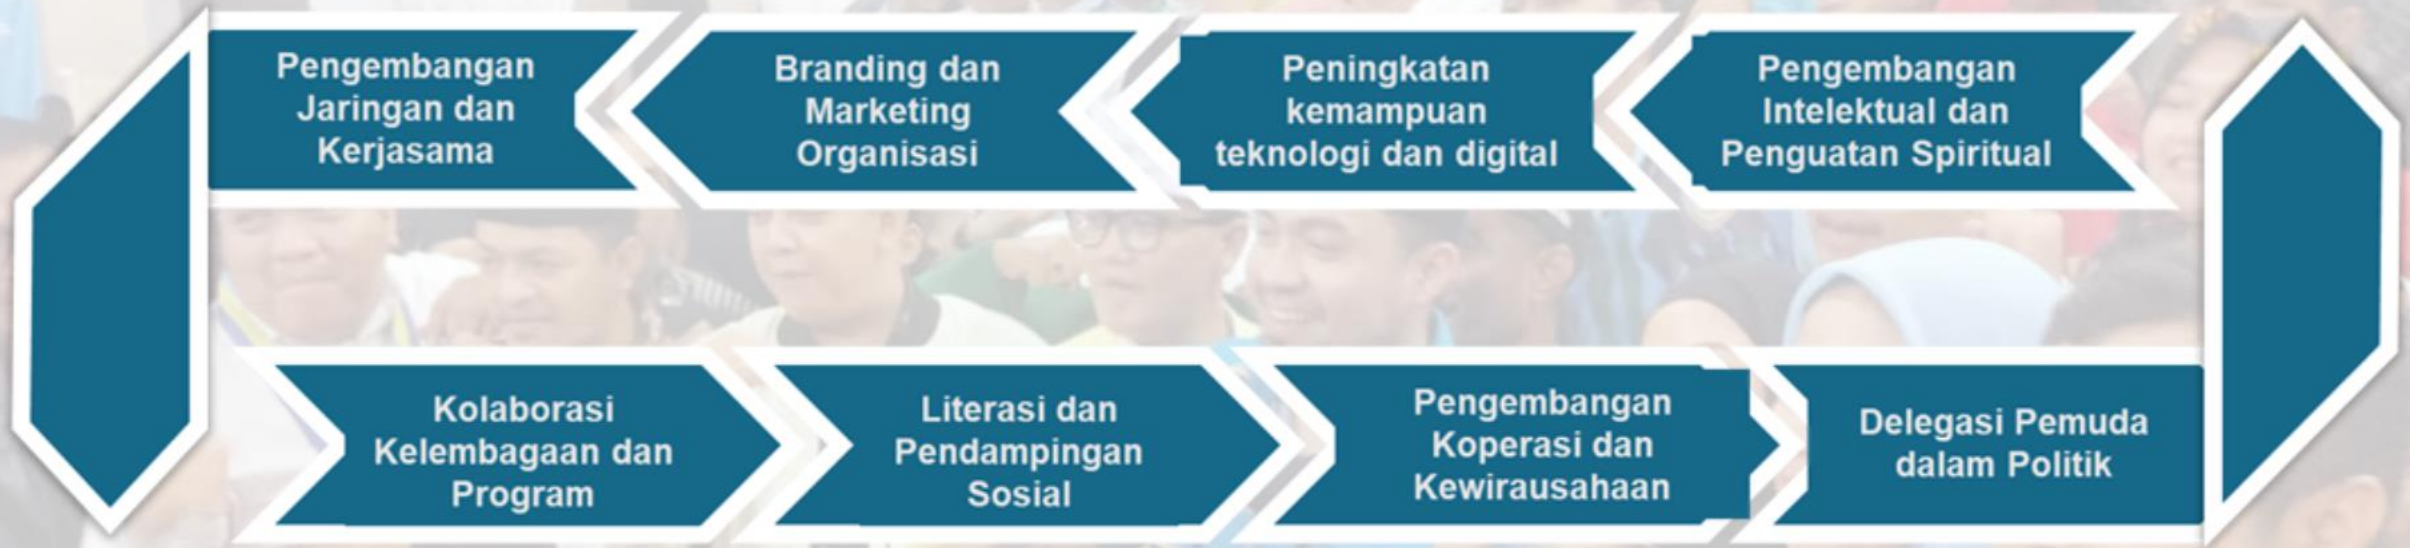 Pengembangan
Jaringan dan
Kerjasama
Branding dan
Marketing
Organisasi
Peningkatan
kemampuan
teknologi dan digital
Pengembangan
Intelektual dan
Penguatan Spiritual
Kolaborasi
Kelembagaan dan
Program
Literasi dan
Pendampingan
Sosial
Pengembangan
Koperasi dan
Kewirausahaan
Delegasi Pemuda
dalam Politik